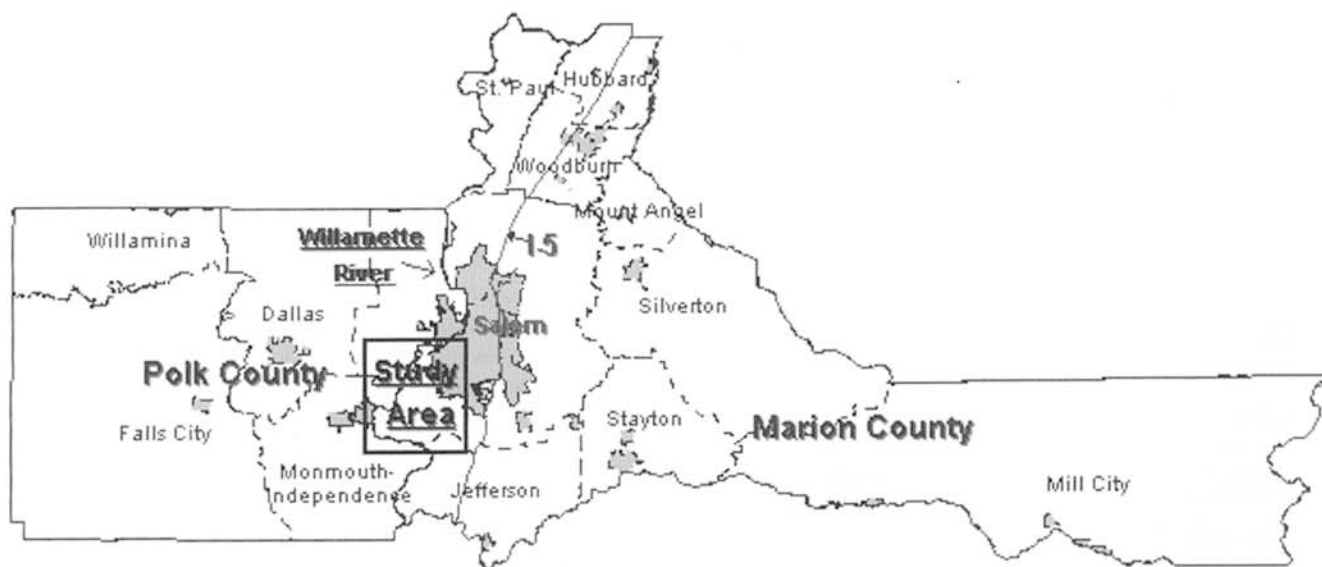 St. Paul
Hubbard
Woodburn
Mount Angel
Willamina
Willamette
River
I-5
Silverton
Dallas
Salem
Polk County
Study
Area
Falls City
Stayton
Marion County
Monmouth-
Independence
Jefferson
Mill City